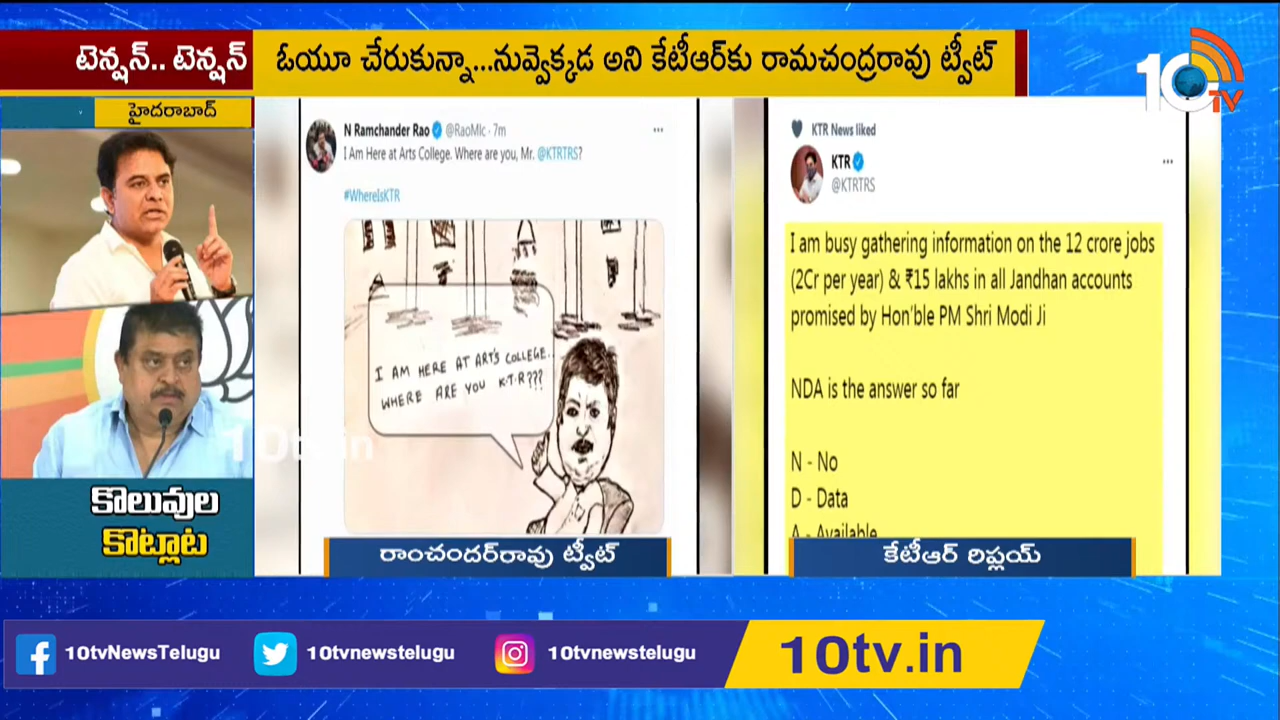 టెన్షన్.. టెన్షన్
ఓయూ చేరుకున్నా...నువ్వెక్కడ అని కేటీఆర్‌కు రామచంద్రరావు ట్వీట్
10TV
హైదరాబాద్
N Ramchander Rao @RaoMlc · 7m
I Am Here at Arts College. Where are you, Mr. @KTRTRS?
#WhereIsKTR
I AM HERE AT ART'S COLLEGE..
WHERE ARE YOU K.T.R???
రాంచందర్‌రావు ట్వీట్
KTR News liked
KTR
@KTRTRS
I am busy gathering information on the 12 crore jobs
(2Cr per year) & ₹15 lakhs in all Jandhan accounts
promised by Hon'ble PM Shri Modi Ji
NDA is the answer so far
N - No
D - Data
A - Available
కేటీఆర్ రిప్లయ్
10tv.in
కొలువుల
కొట్లాట
10tvNewsTelugu
10tvnewstelugu
10tvnewstelugu
10tv.in